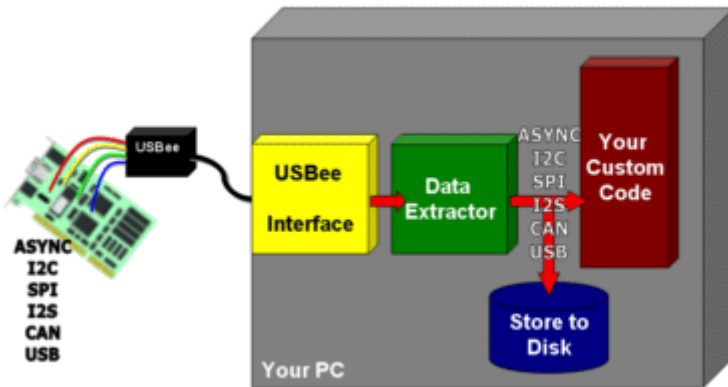 USBee
ASYNC
I2C
SPI
I2S
CAN
USB
USBee
Interface
Data
Extractor
ASYNC
I2C
SPI
I2S
CAN
USB
Your
Custom
Code
Store to
Disk
Your PC